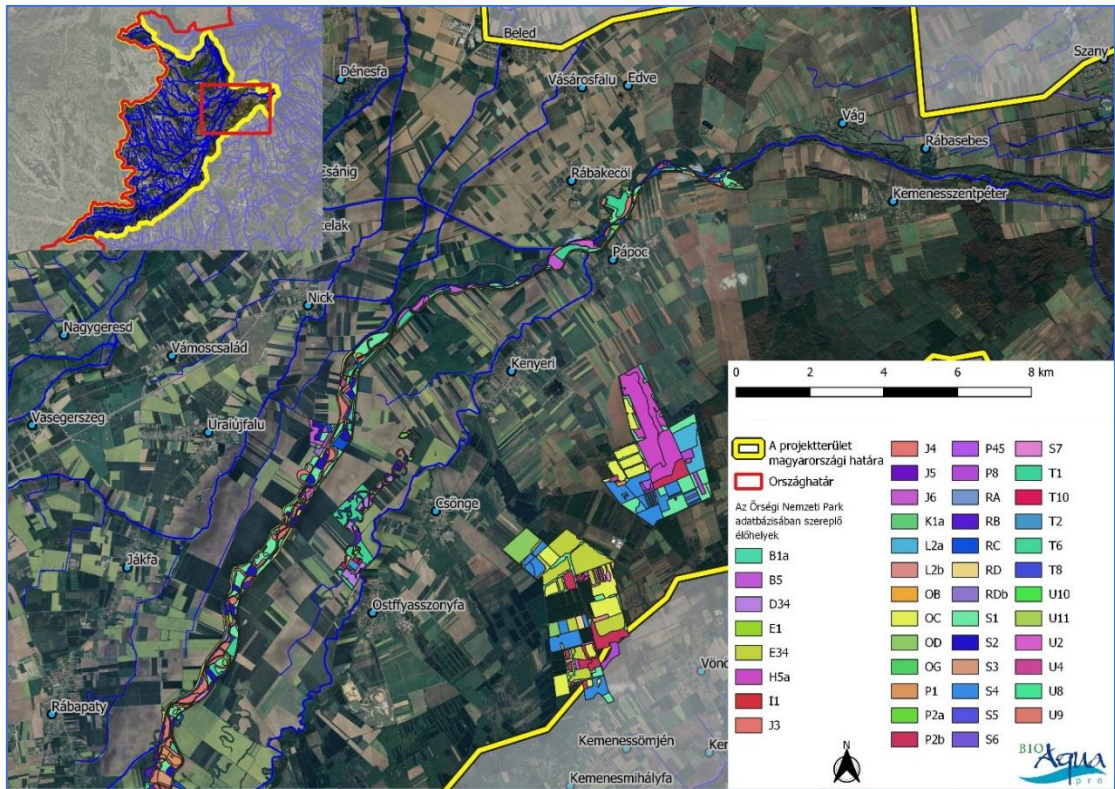 Beled
Szany
Dénesfa
Vásárosfalu
Edve
Vág
Rábasebes
Rábakecöl
Kemenesszentpéter
Csánig
telak
Pápoc
Nick
Nagygeresd
Vámoscsalád
Kenyeri
Vasegerszeg
Uraiújfalu
Csönge
Jákfa
Ostffyasszonyfa
Rábapaty
Vönö
Kemenessömjén
Ker
Kemenesmihályfa
0 2 4 6 8 km
A projektterület
magyarországi határa
Országhatár
Az Őrségi Nemzeti Park
adatbázisában szereplő
élőhelyek
B1a
B5
D34
E1
E34
H5a
I1
J3
J4
J5
J6
K1a
L2a
L2b
OB
OC
OD
OG
P1
P2a
P2b
P45
P8
RA
RB
RC
RD
RDb
S1
S2
S3
S4
S5
S6
S7
T1
T10
T2
T6
T8
U10
U11
U2
U4
U8
U9
N
BIO
Aqua
pro